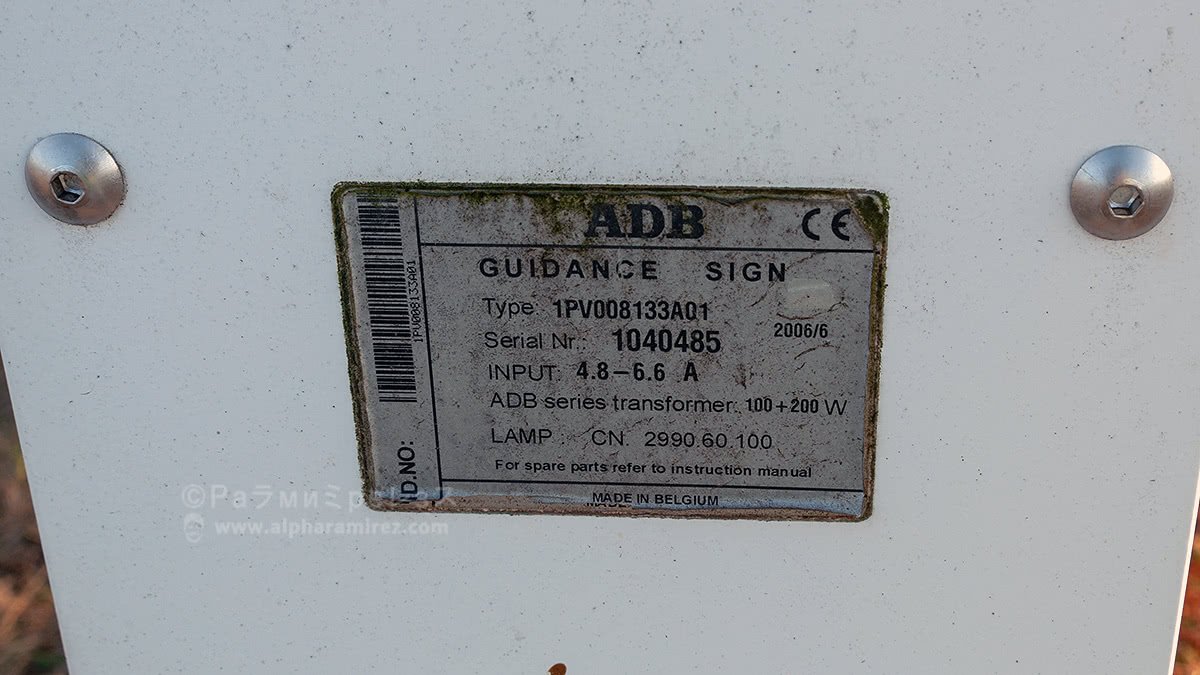 ADB CE
GUIDANCE SIGN
Type: 1PV008133A01
2006/6
Serial Nr.: 1040485
INPUT: 4.8-6.6 A
ADB series transformer: 100+200 W
LAMP : CN. 2990.60.100
For spare parts refer to instruction manual
MADE IN BELGIUM
1PV008133A01
ID.NO:
www.alpharamirez.com